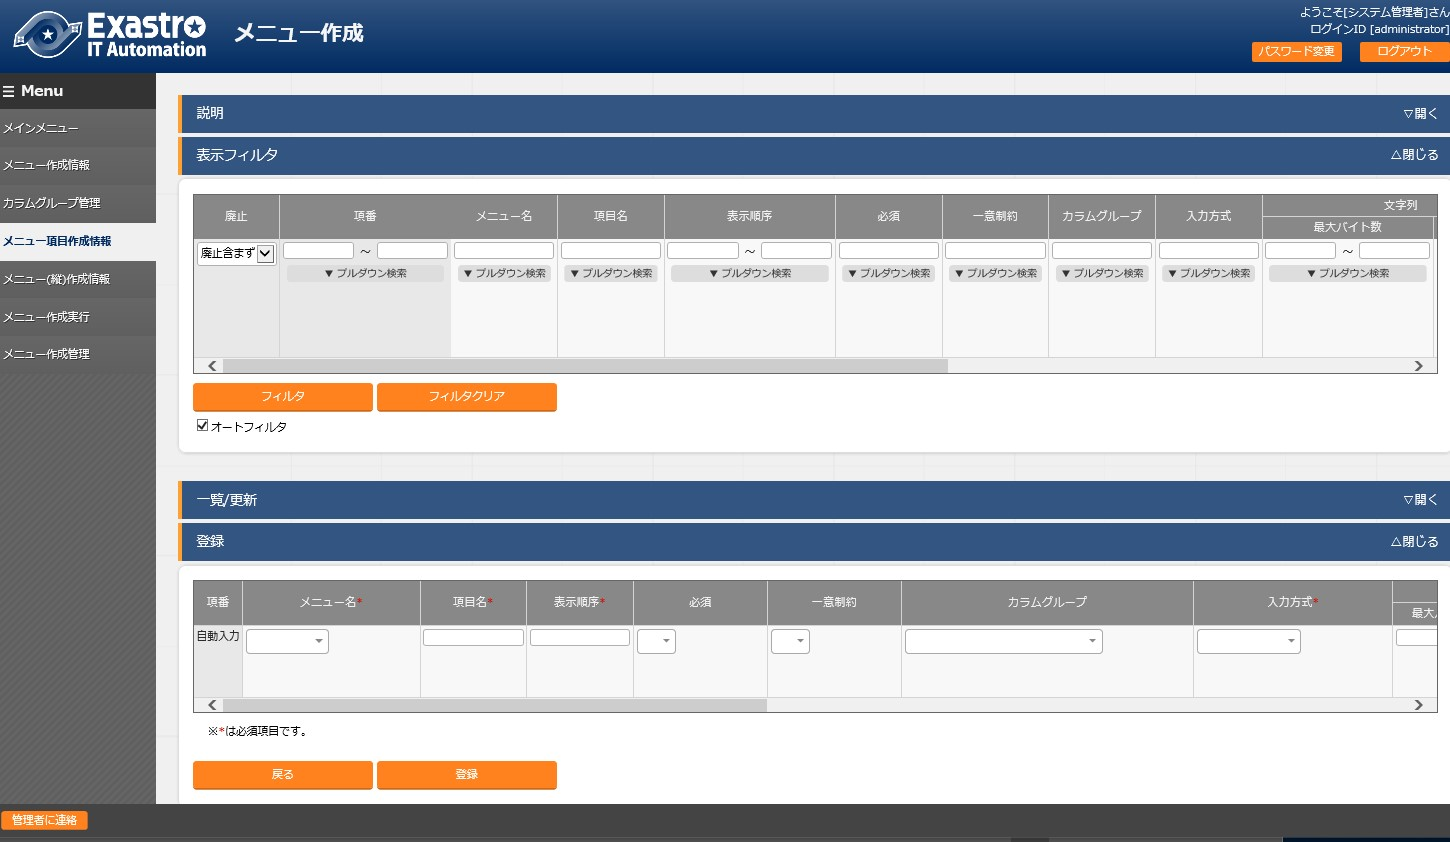 Exastro
IT Automation
メニュー作成
ようこそ[システム管理者]さん
ログインID [administrator]
パスワード変更
ログアウト
☰ Menu
メインメニュー
メニュー作成情報
カラムグループ管理
メニュー項目作成情報
メニュー(縦)作成情報
メニュー作成実行
メニュー作成管理
説明 ▽開く
表示フィルタ △閉じる
廃止 項番 メニュー名 項目名 表示順序 必須 一意制約 カラムグループ 入力方式 文字列
最大バイト数
廃止含まず ～ ～ ～
▼プルダウン検索 ▼プルダウン検索 ▼プルダウン検索 ▼プルダウン検索 ▼プルダウン検索 ▼プルダウン検索 ▼プルダウン検索 ▼プルダウン検索 ▼プルダウン検索
フィルタ フィルタクリア
オートフィルタ
一覧/更新 ▽開く
登録 △閉じる
項番 メニュー名* 項目名* 表示順序* 必須 一意制約 カラムグループ 入力方式*
最大
自動入力
※*は必須項目です。
戻る 登録
管理者に連絡